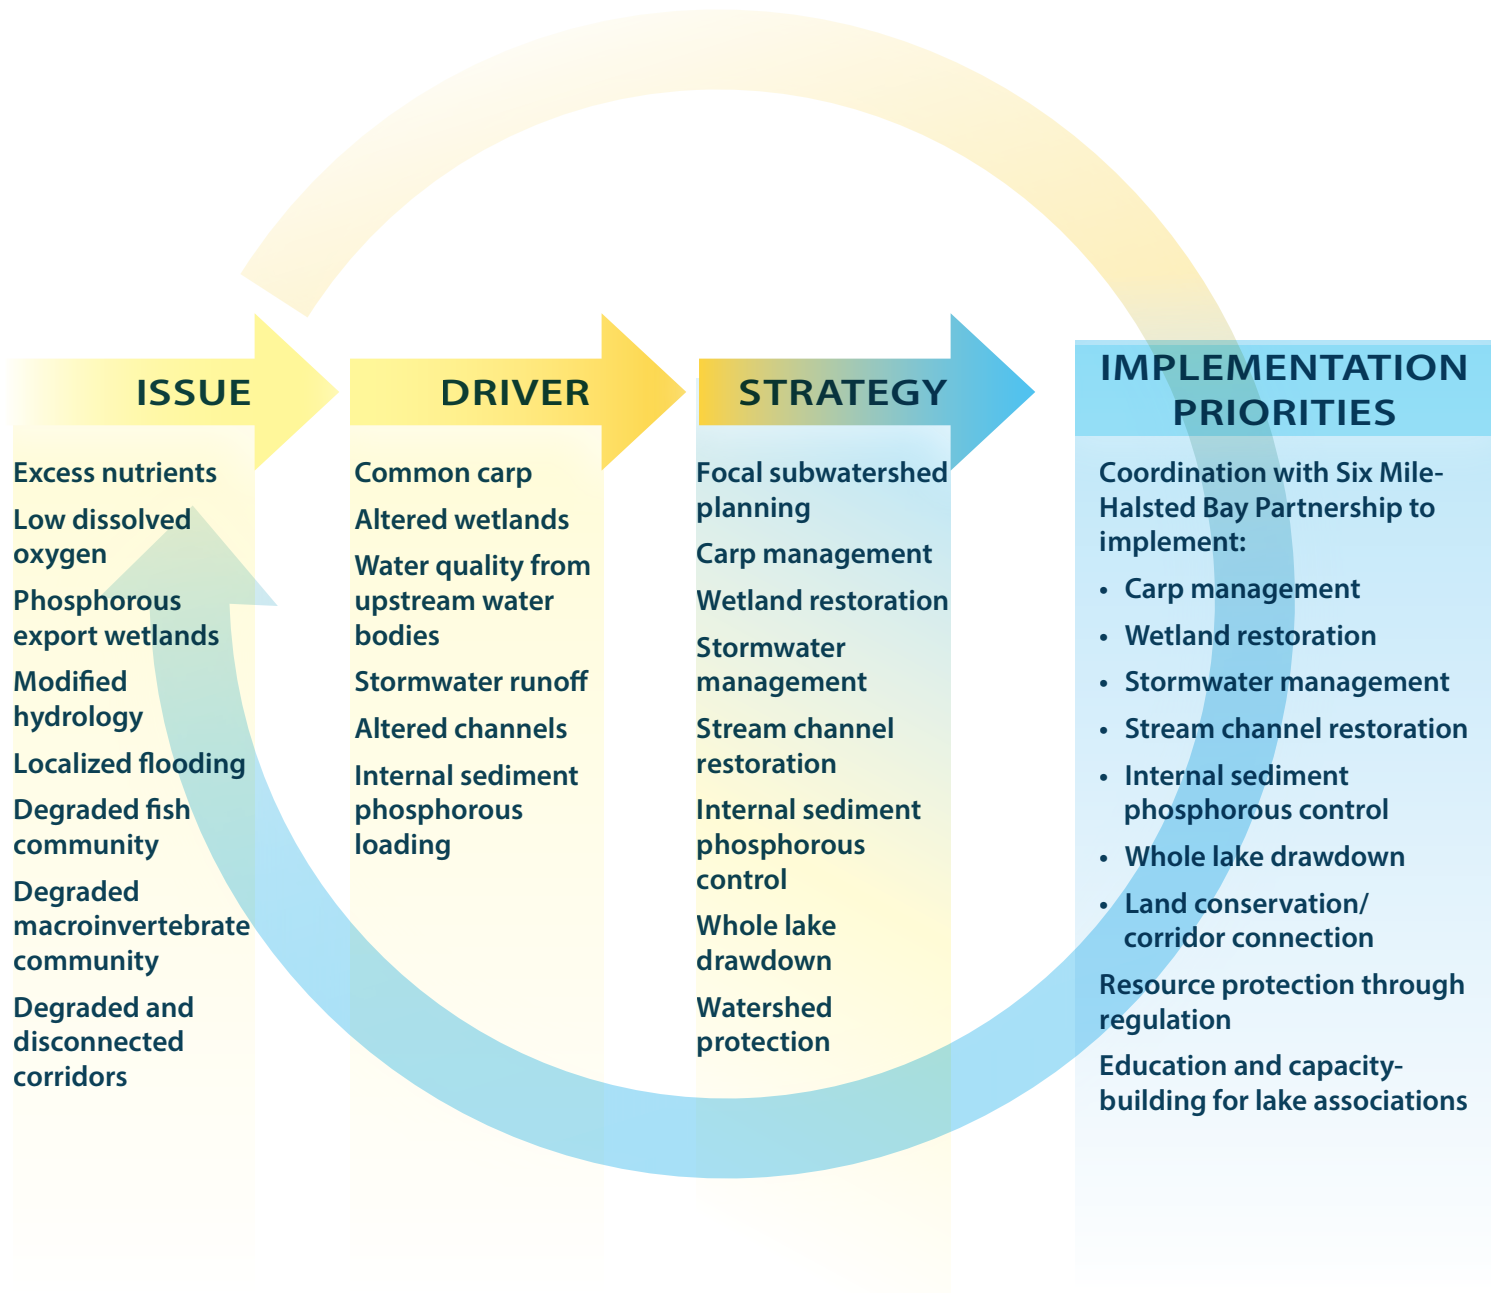 ISSUE
Excess nutrients
Low dissolved
oxygen
Phosphorous
export wetlands
Modified
hydrology
Localized flooding
Degraded fish
community
Degraded
macroinvertebrate
community
Degraded and
disconnected
corridors
DRIVER
Common carp
Altered wetlands
Water quality from
upstream water
bodies
Stormwater runoff
Altered channels
Internal sediment
phosphorous
loading
STRATEGY
Focal subwatershed
planning
Carp management
Wetland restoration
Stormwater
management
Stream channel
restoration
Internal sediment
phosphorous
control
Whole lake
drawdown
Watershed
protection
IMPLEMENTATION
PRIORITIES
Coordination with Six Mile-
Halsted Bay Partnership to
implement:
• Carp management
• Wetland restoration
• Stormwater management
• Stream channel restoration
• Internal sediment
phosphorous control
• Whole lake drawdown
• Land conservation/
corridor connection
Resource protection through
regulation
Education and capacity-
building for lake associations